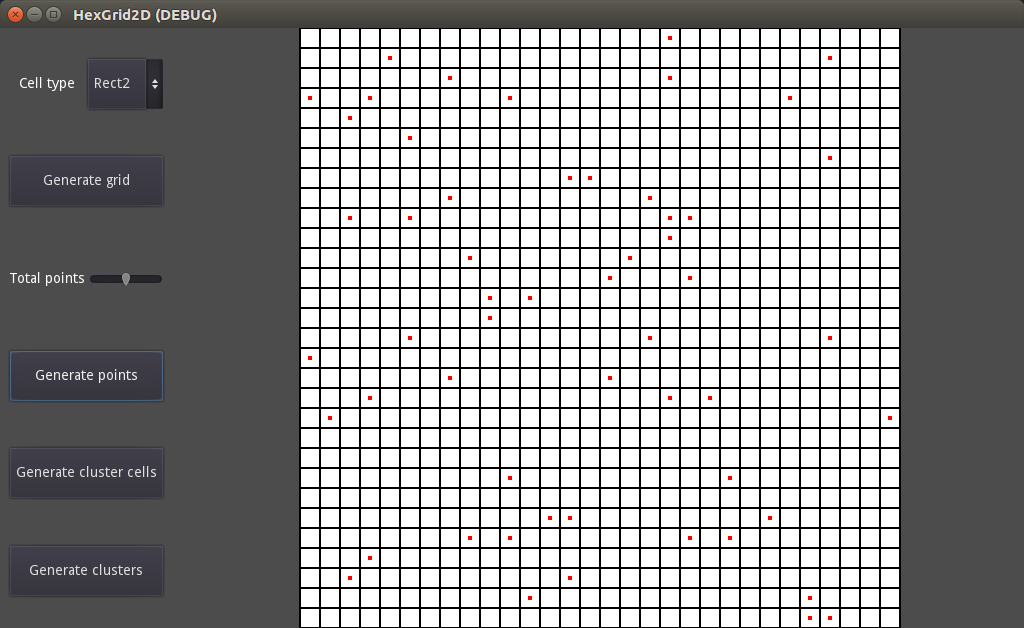 HexGrid2D (DEBUG)
Cell type Rect2
Generate grid
Total points
Generate points
Generate cluster cells
Generate clusters